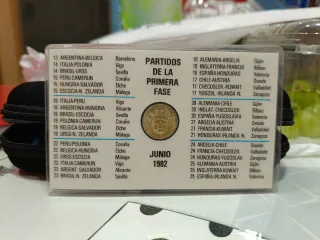 PARTIDOS
DE LA
PRIMERA
FASE
JUNIO
1982
13 ARGENTINA-BELGICA Barcelona
14 ITALIA-POLONIA Vigo
14 BRASIL-URSS Sevilla
15 PERU-CAMERUN Coruña
15 HUNGRIA-SALVADOR Elche
15 ESCOCIA-N. ZELANDA Málaga
18 ITALIA-PERU Vigo
18 ARGENTINA-HUNGRIA Alicante
18 BRASIL-ESCOCIA Sevilla
19 POLONIA-CAMERUN Coruña
19 BELGICA-SALVADOR Elche
19 URSS-N. ZELANDA Málaga
22 PERU-POLONIA Coruña
22 BELGICA-HUNGRIA Elche
22 URSS-ESCOCIA Málaga
23 ITALIA-CAMERUN Vigo
23 ARGENT.-SALVADOR Alicante
23 BRASIL-N. ZELANDA Sevilla
16 ALEMANIA-ARGELIA Gijón
16 INGLATERRA-FRANCIA Bilbao
16 ESPAÑA-HONDURAS Valencia
17 CHILE-AUSTRIA Oviedo
17 CHECOSLOV.-KUWAIT Valladolid
17 YUGOS.-IRLANDA N. Zaragoza
20 ALEMANIA-CHILE Gijón
20 INGLAT.-CHECOSLOV. Bilbao
20 ESPAÑA-YUGOSLAVIA Valencia
21 ARGELIA-AUSTRIA Oviedo
21 FRANCIA-KUWAIT Valladolid
21 HONDURAS-IRLANDA N. Zaragoza
24 ARGELIA-CHILE Oviedo
24 FRANCIA-CHECOSLOV. Valladolid
24 HONDURAS-YUGOSLAV. Zaragoza
25 ALEMANIA-AUSTRIA Gijón
25 INGLATERRA-KUWAIT Bilbao
25 ESPAÑA-IRLANDA N. Valencia